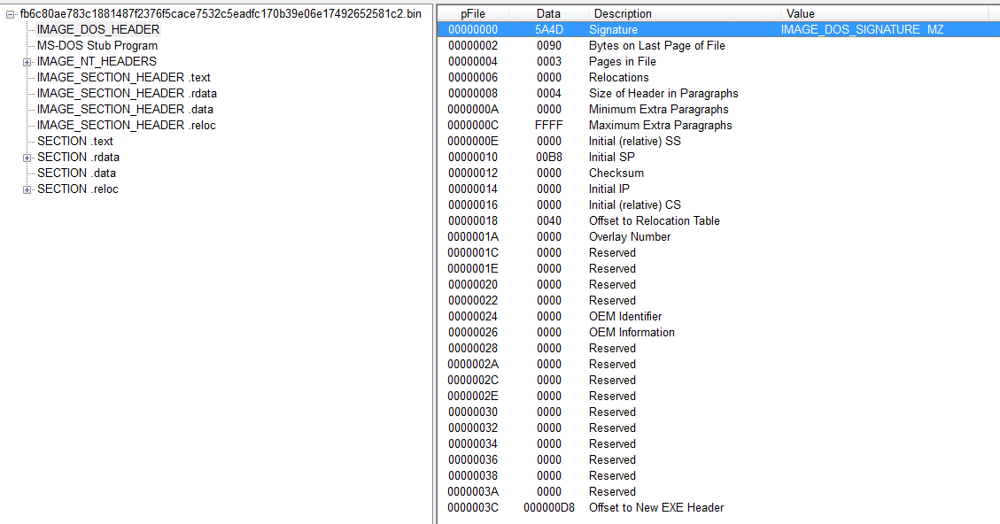 fb6c80ae783c1881487f2376f5cace7532c5eadfc170b39e06e17492652581c2.bin
IMAGE_DOS_HEADER
MS-DOS Stub Program
IMAGE_NT_HEADERS
IMAGE_SECTION_HEADER .text
IMAGE_SECTION_HEADER .rdata
IMAGE_SECTION_HEADER .data
IMAGE_SECTION_HEADER .reloc
SECTION .text
SECTION .rdata
SECTION .data
SECTION .reloc
pFile Data Description Value
00000000 5A4D Signature IMAGE_DOS_SIGNATURE MZ
00000002 0090 Bytes on Last Page of File
00000004 0003 Pages in File
00000006 0000 Relocations
00000008 0004 Size of Header in Paragraphs
0000000A 0000 Minimum Extra Paragraphs
0000000C FFFF Maximum Extra Paragraphs
0000000E 0000 Initial (relative) SS
00000010 00B8 Initial SP
00000012 0000 Checksum
00000014 0000 Initial IP
00000016 0000 Initial (relative) CS
00000018 0040 Offset to Relocation Table
0000001A 0000 Overlay Number
0000001C 0000 Reserved
0000001E 0000 Reserved
00000020 0000 Reserved
00000022 0000 Reserved
00000024 0000 OEM Identifier
00000026 0000 OEM Information
00000028 0000 Reserved
0000002A 0000 Reserved
0000002C 0000 Reserved
0000002E 0000 Reserved
00000030 0000 Reserved
00000032 0000 Reserved
00000034 0000 Reserved
00000036 0000 Reserved
00000038 0000 Reserved
0000003A 0000 Reserved
0000003C 000000D8 Offset to New EXE Header